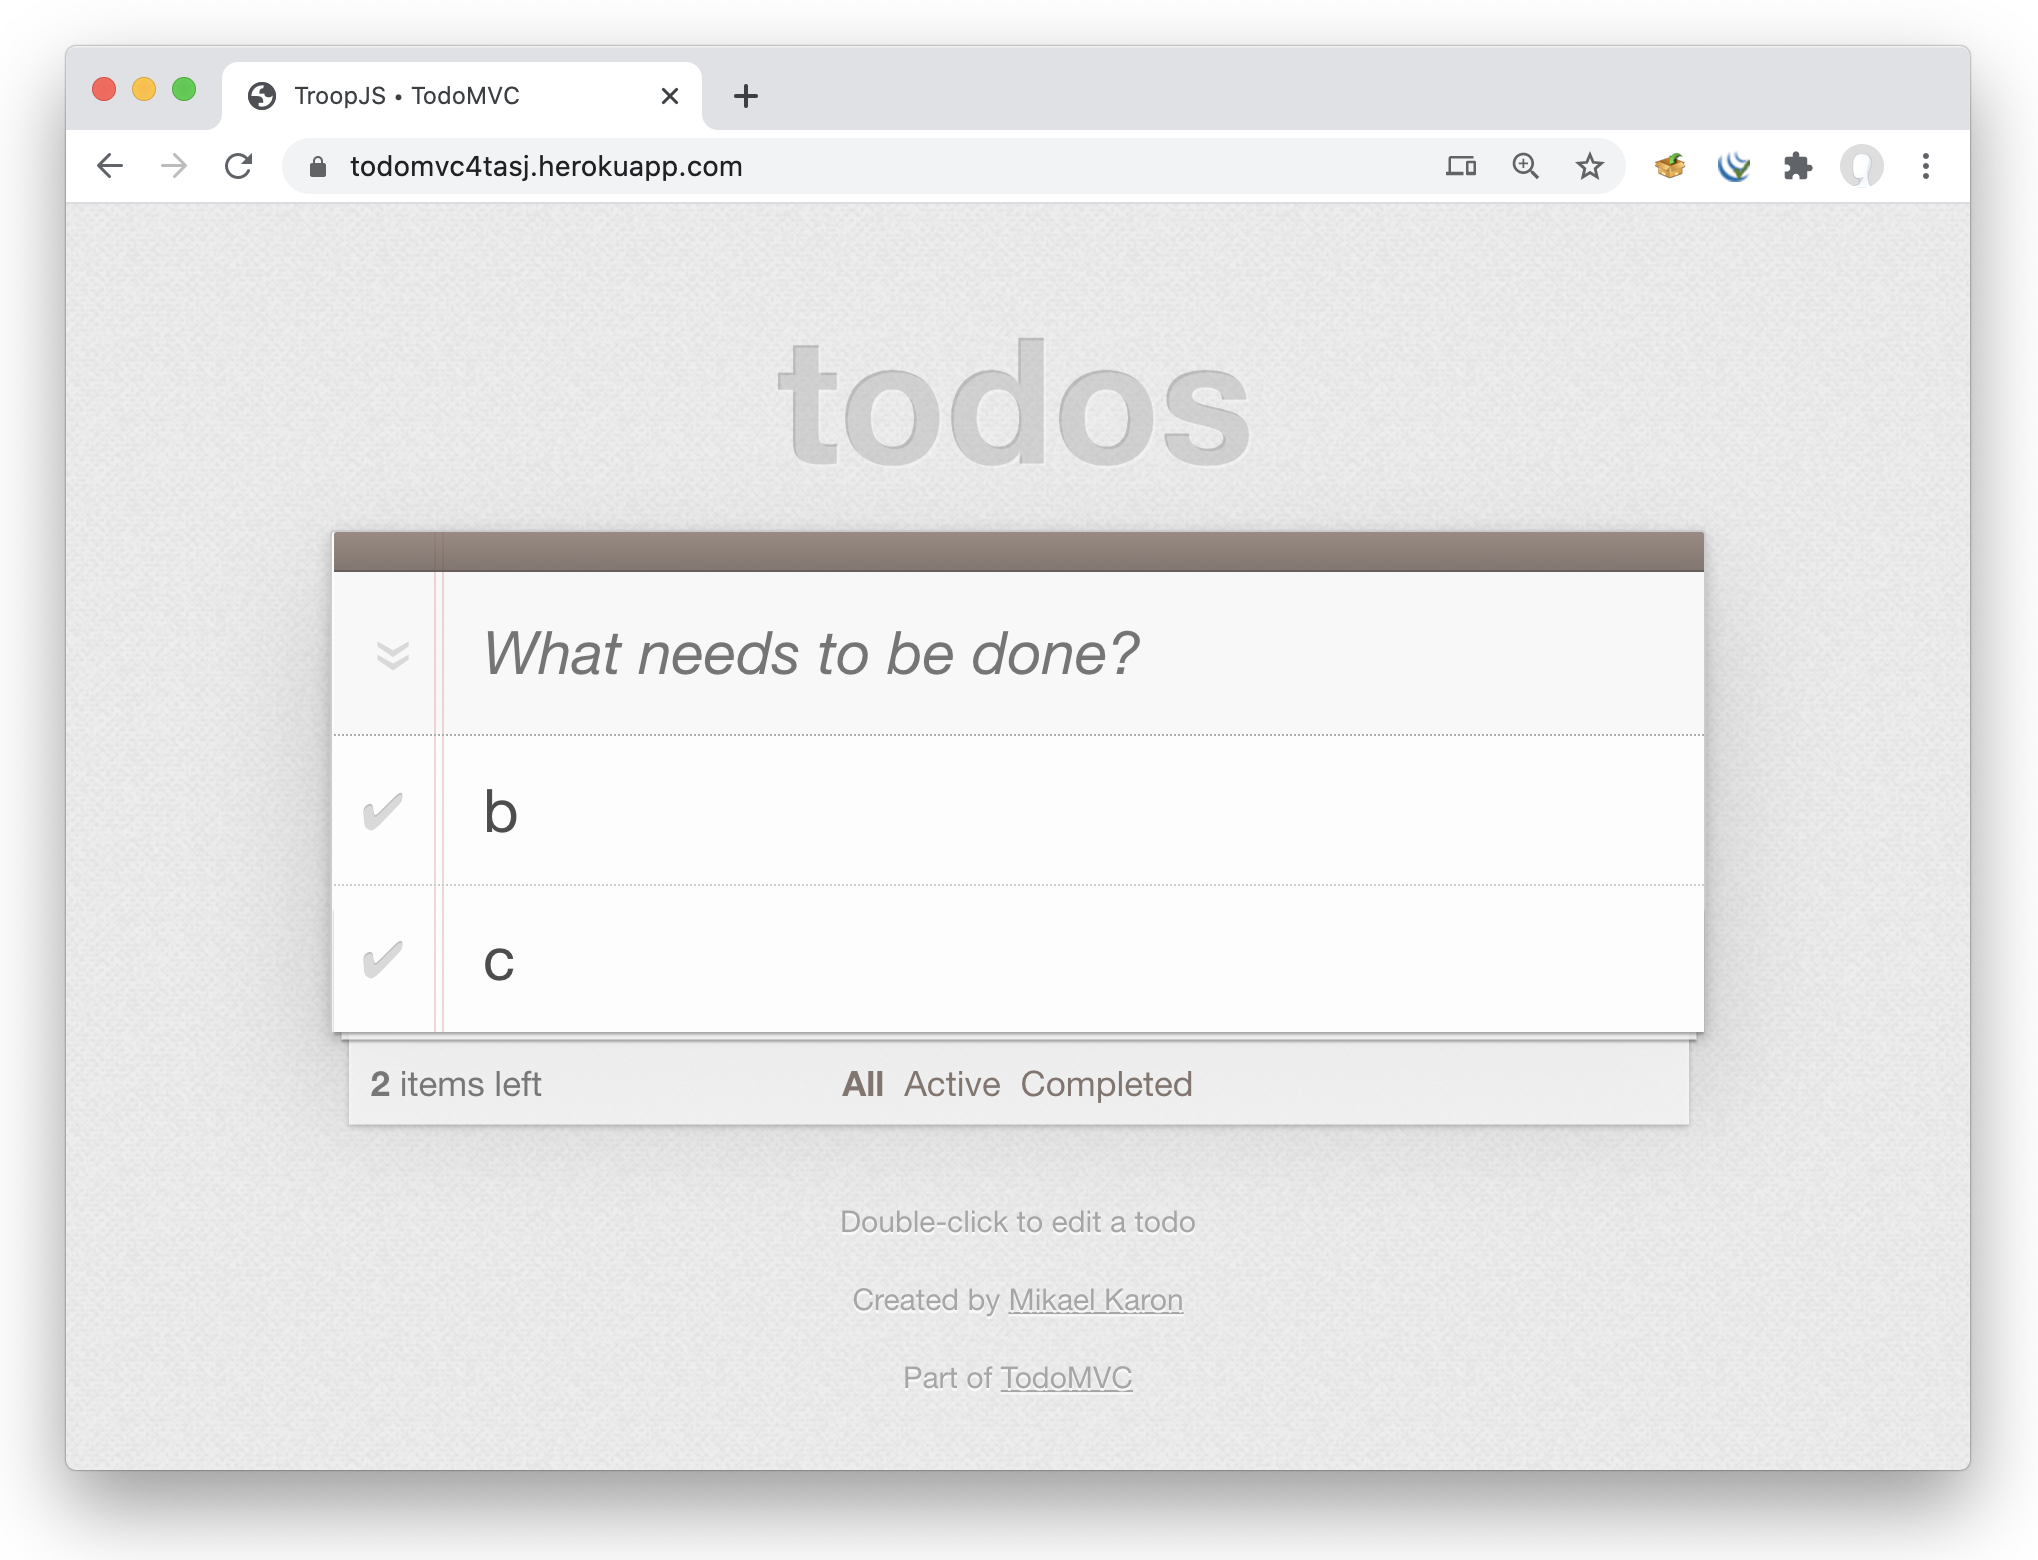 TroopJS • TodoMVC
todomvc4tasj.herokuapp.com
todos
What needs to be done?
b
c
2 items left All Active Completed
Double-click to edit a todo
Created by Mikael Karon
Part of TodoMVC